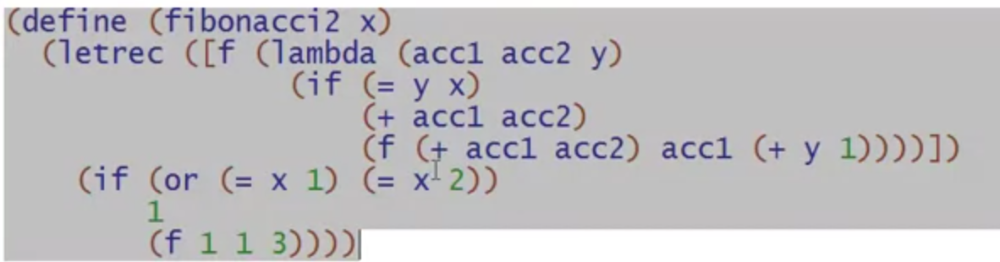 (define (fibonacci2 x)
  (letrec ([f (lambda (acc1 acc2 y)
                (if (= y x)
                    (+ acc1 acc2)
                    (f (+ acc1 acc2) acc1 (+ y 1))))])
    (if (or (= x 1) (= x 2))
        1
        (f 1 1 3))))